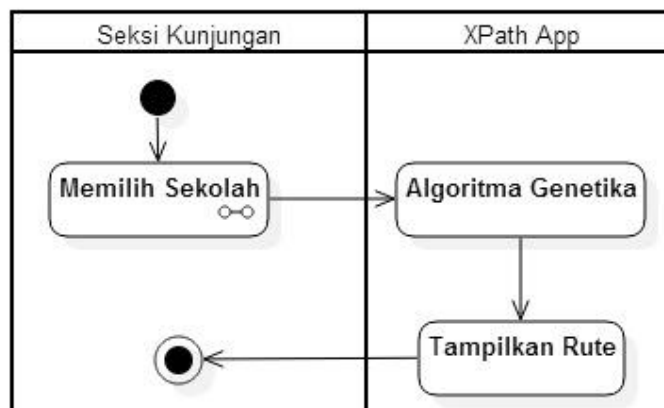 Seksi Kunjungan
XPath App
Memilih Sekolah
Algoritma Genetika
Tampilkan Rute